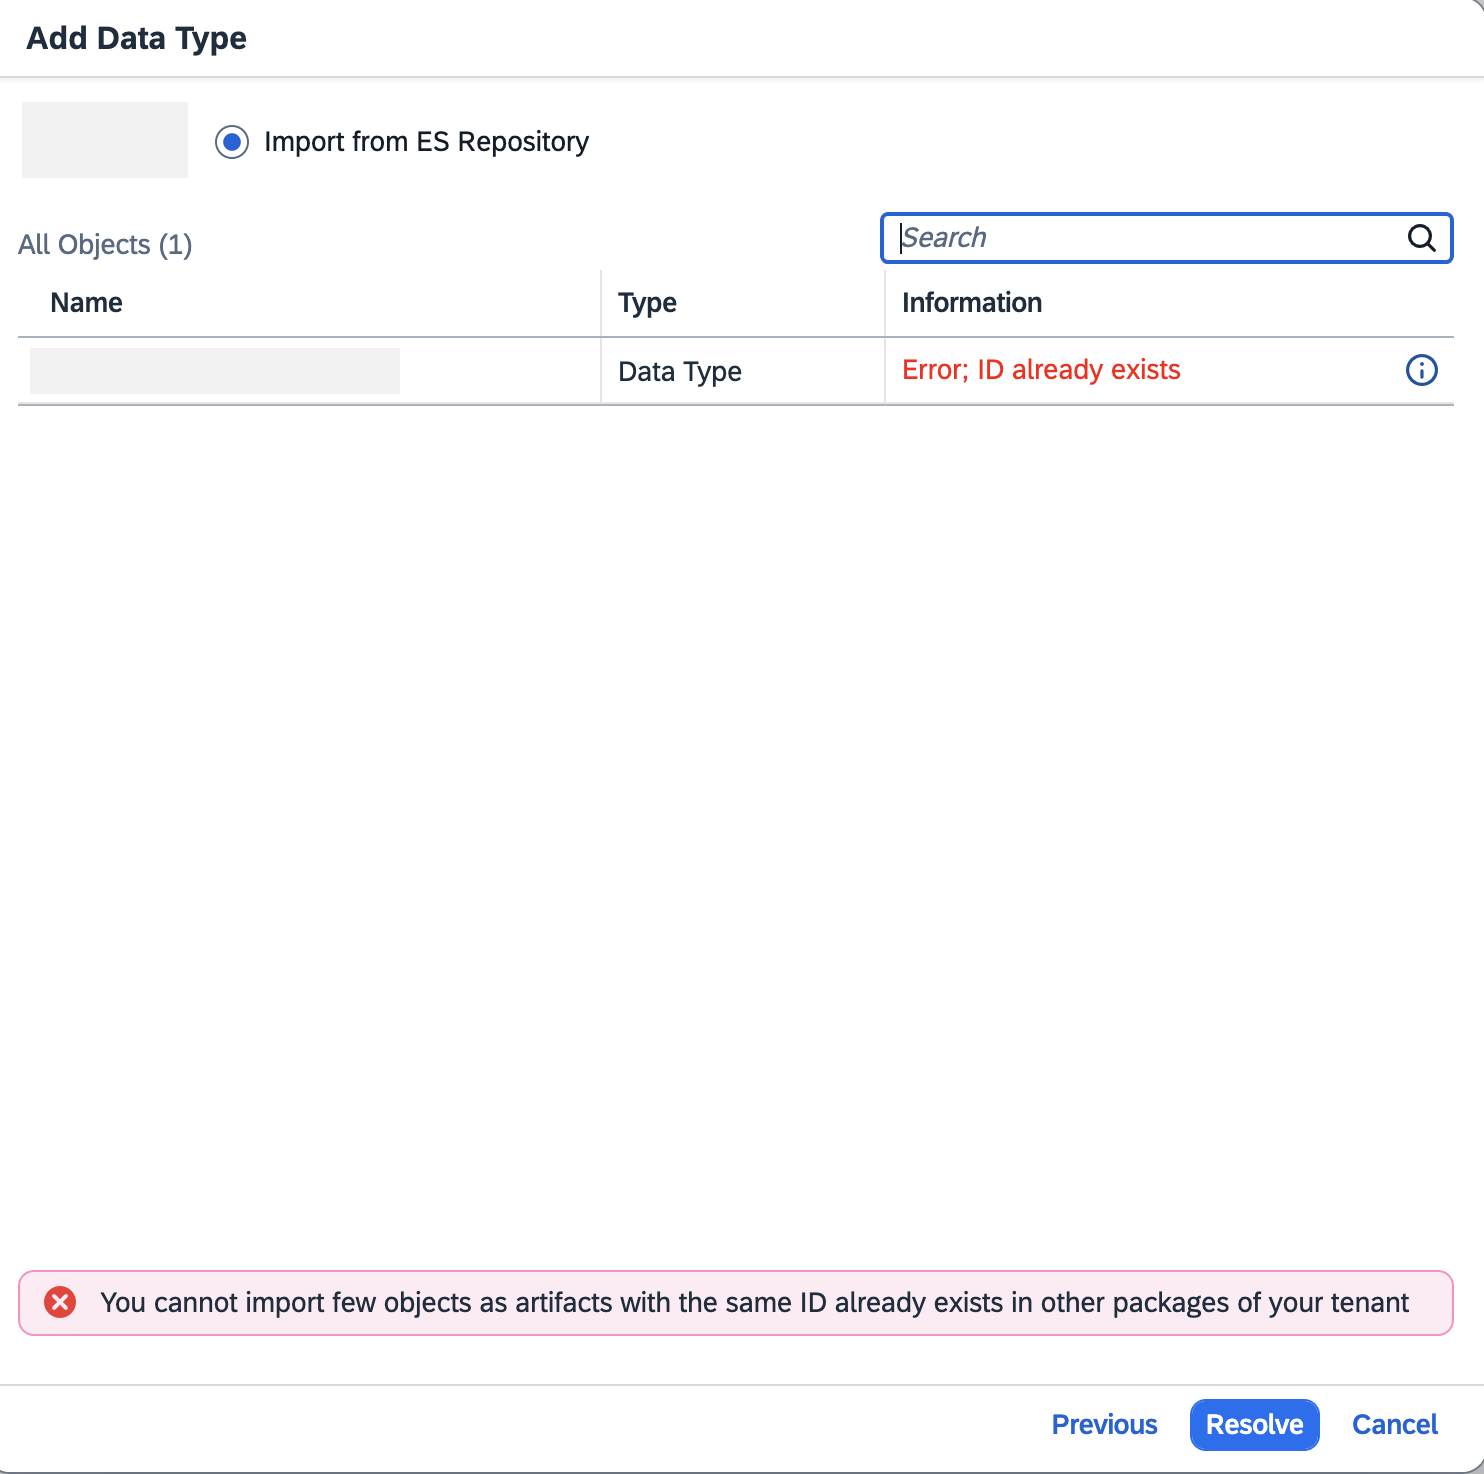 Add Data Type
Import from ES Repository
All Objects (1)
Search
Name Type Information
Data Type Error; ID already exists
You cannot import few objects as artifacts with the same ID already exists in other packages of your tenant
Previous Resolve Cancel